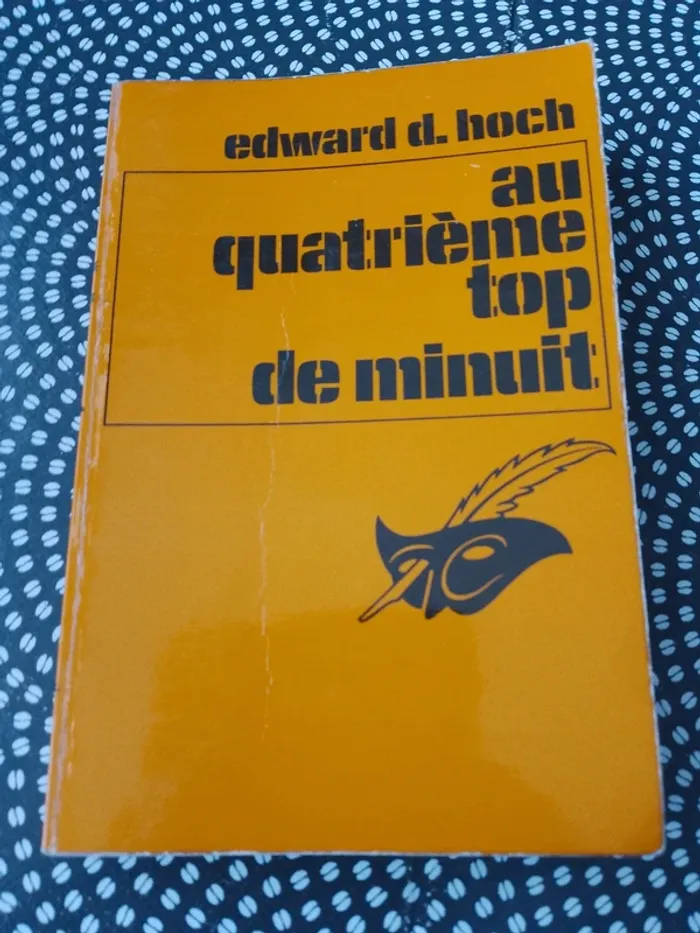 edward d. hoch
au
quatrième
top
de minuit